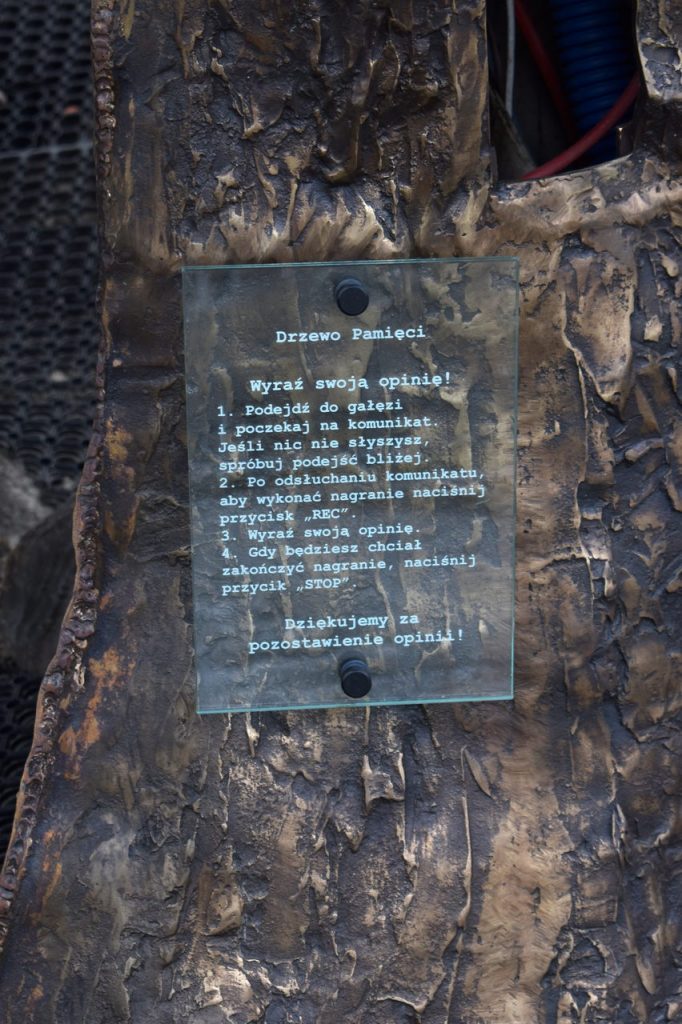 Drzewo Pamięci
Wyraź swoją opinię!
1. Podejdź do gałęzi
i poczekaj na komunikat.
Jeśli nic nie słyszysz,
spróbuj podejść bliżej.
2. Po odsłuchaniu komunikatu,
aby wykonać nagranie naciśnij
przycisk „REC”.
3. Wyraź swoją opinię.
4. Gdy będziesz chciał
zakończyć nagranie, naciśnij
przycik „STOP”.
Dziękujemy za
pozostawienie opinii!